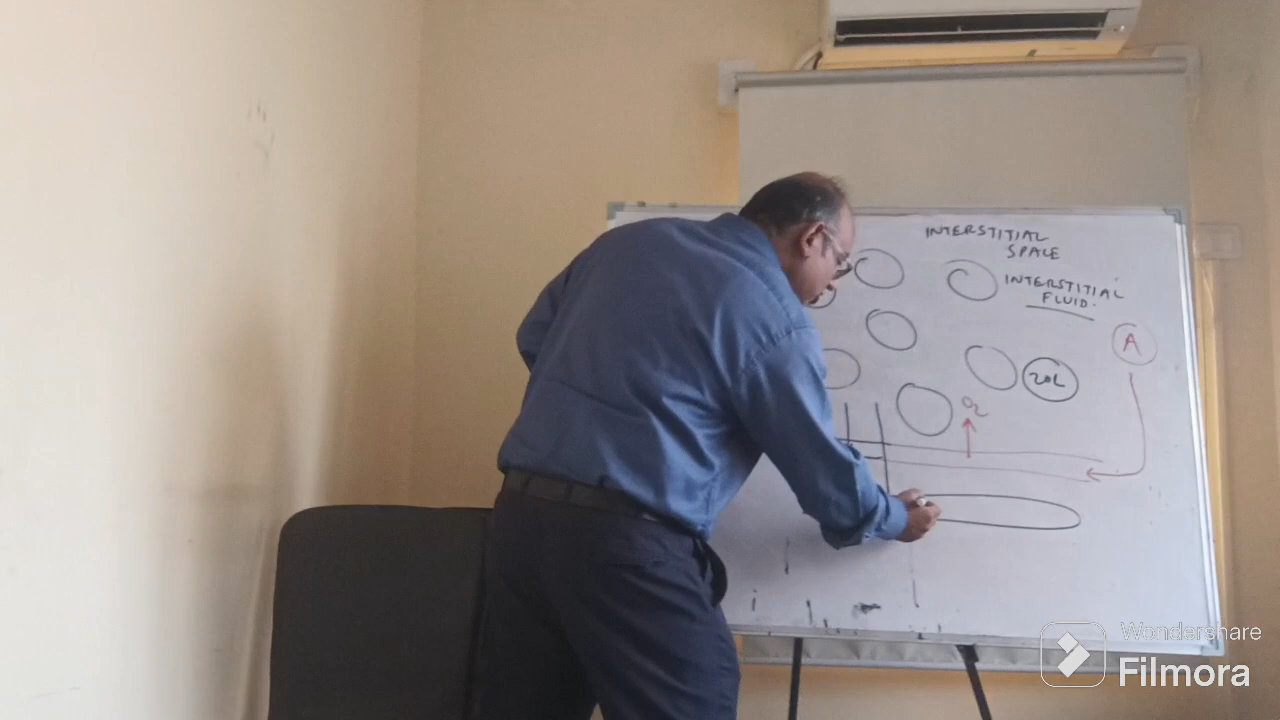 INTERSTITIAL
SPACE
INTERSTITIAL
FLUID.
A
20L
O2
Wondershare
Filmora